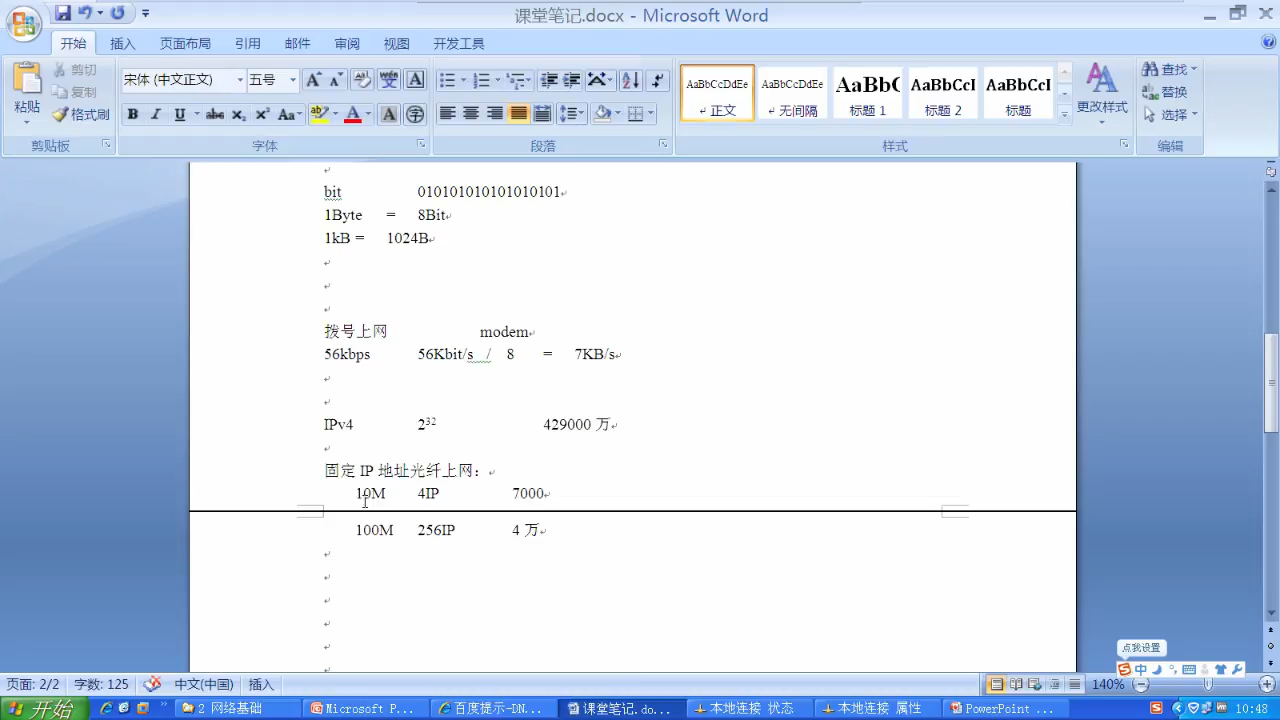 课堂笔记.docx - Microsoft Word
开始 插入 页面布局 引用 邮件 审阅 视图 开发工具
剪切
复制
格式刷
粘贴
剪贴板
宋体 (中文正文) 五号
字体
段落
AaBbCcDdEe AaBbCcDdEe AaBbC AaBbCcI AaBbCcI
正文 无间隔 标题 1 标题 2 标题
样式
更改样式
查找
替换
选择
编辑
bit 010101010101010101
1Byte = 8Bit
1kB = 1024B
拨号上网 modem
56kbps 56Kbit/s / 8 = 7KB/s
IPv4 2³² 429000 万
固定 IP 地址光纤上网：
10M 4IP 7000
100M 256IP 4 万
点我设置
中
页面: 2/2 字数: 125 中文(中国) 插入 140%
开始 2 网络基础 Microsoft P... 百度提示-DN... 课堂笔记.do... 本地连接 状态 本地连接 属性 PowerPoint ... 10:48